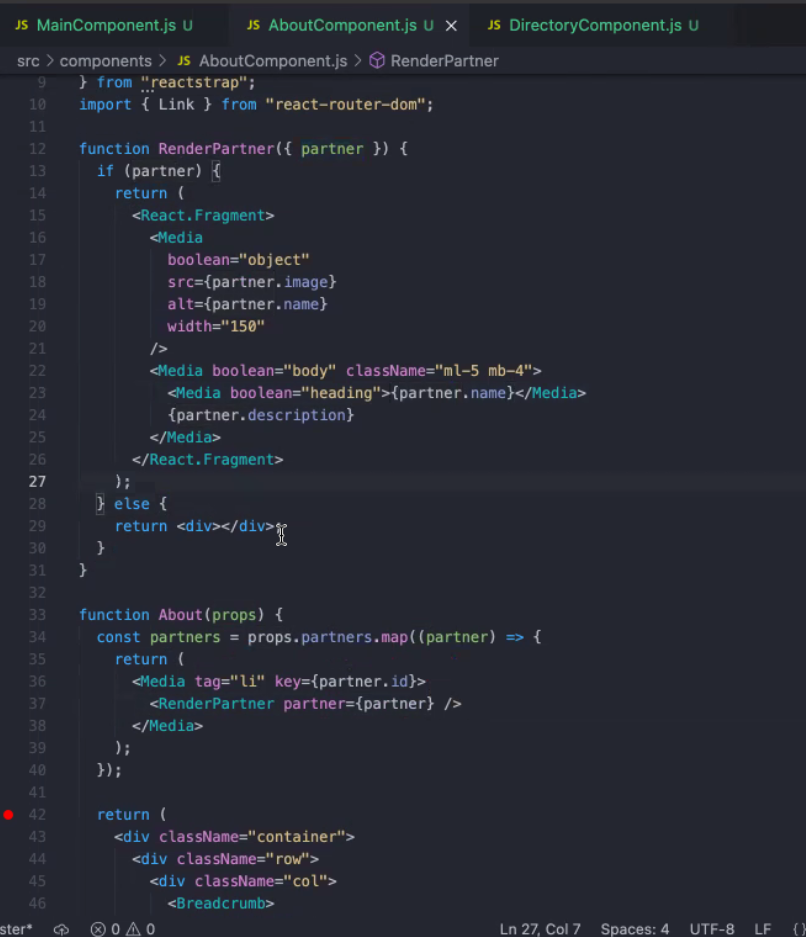 JS MainComponent.js U JS AboutComponent.js U × JS DirectoryComponent.js U
src > components > JS AboutComponent.js > RenderPartner
9 } from "reactstrap";
10 import { Link } from "react-router-dom";
11
12 function RenderPartner({ partner }) {
13   if (partner) {
14     return (
15       <React.Fragment>
16         <Media
17           boolean="object"
18           src={partner.image}
19           alt={partner.name}
20           width="150"
21         />
22         <Media boolean="body" className="ml-5 mb-4">
23           <Media boolean="heading">{partner.name}</Media>
24           {partner.description}
25         </Media>
26       </React.Fragment>
27     );
28   } else {
29     return <div></div>
30   }
31 }
32
33 function About(props) {
34   const partners = props.partners.map((partner) => {
35     return (
36       <Media tag="li" key={partner.id}>
37         <RenderPartner partner={partner} />
38       </Media>
39     );
40   });
41
42   return (
43     <div className="container">
44       <div className="row">
45         <div className="col">
46           <Breadcrumb>
ster* 0 0 Ln 27, Col 7 Spaces: 4 UTF-8 LF {}